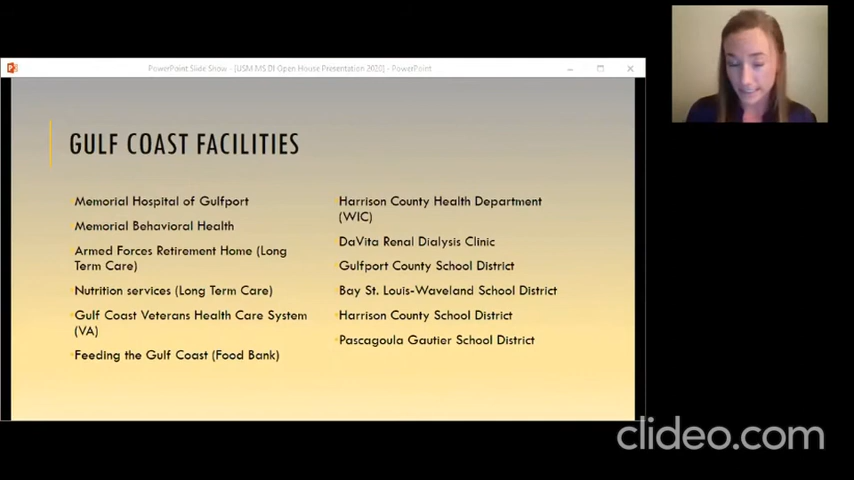 PowerPoint Slide Show - [USM MS DI Open House Presentation 2020] - PowerPoint
GULF COAST FACILITIES
Memorial Hospital of Gulfport
Memorial Behavioral Health
Armed Forces Retirement Home (Long
Term Care)
Nutrition services (Long Term Care)
Gulf Coast Veterans Health Care System
(VA)
Feeding the Gulf Coast (Food Bank)
Harrison County Health Department
(WIC)
DaVita Renal Dialysis Clinic
Gulfport County School District
Bay St. Louis-Waveland School District
Harrison County School District
Pascagoula Gautier School District
clideo.com